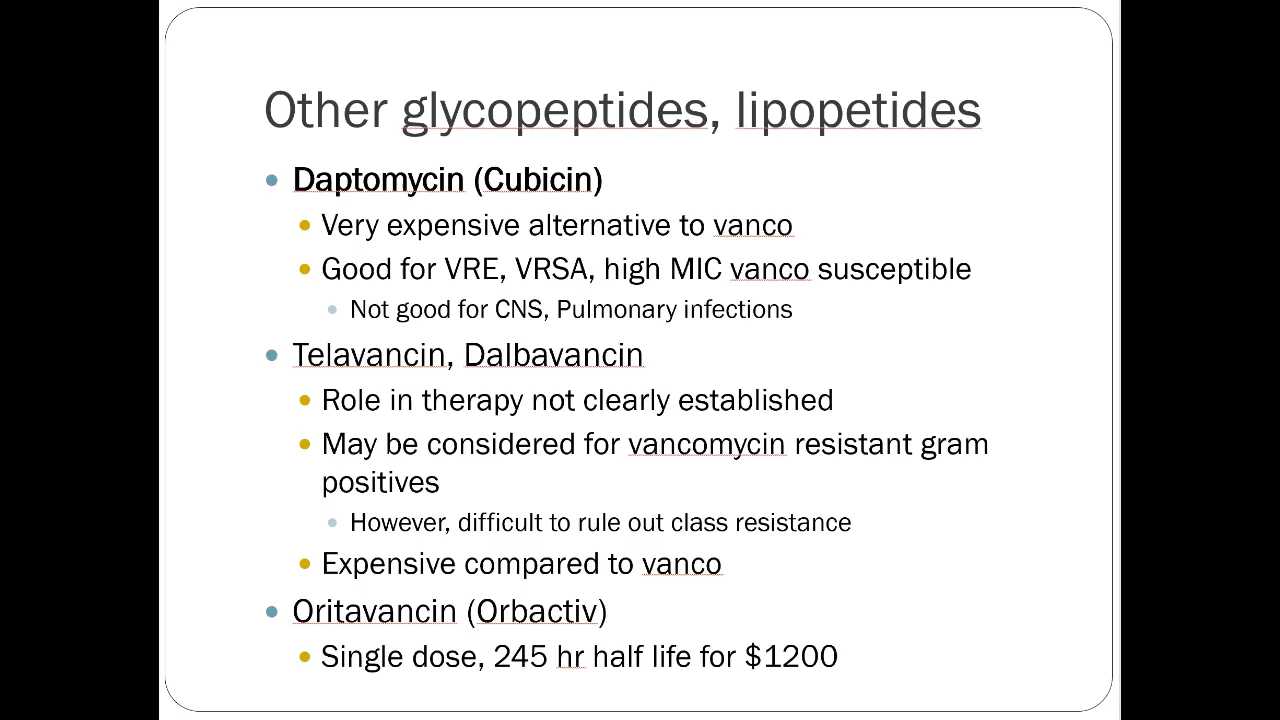 Other glycopeptides, lipopetides
Daptomycin (Cubicin)
Very expensive alternative to vanco
Good for VRE, VRSA, high MIC vanco susceptible
Not good for CNS, Pulmonary infections
Telavancin, Dalbavancin
Role in therapy not clearly established
May be considered for vancomycin resistant gram
positives
However, difficult to rule out class resistance
Expensive compared to vanco
Oritavancin (Orbactiv)
Single dose, 245 hr half life for $1200